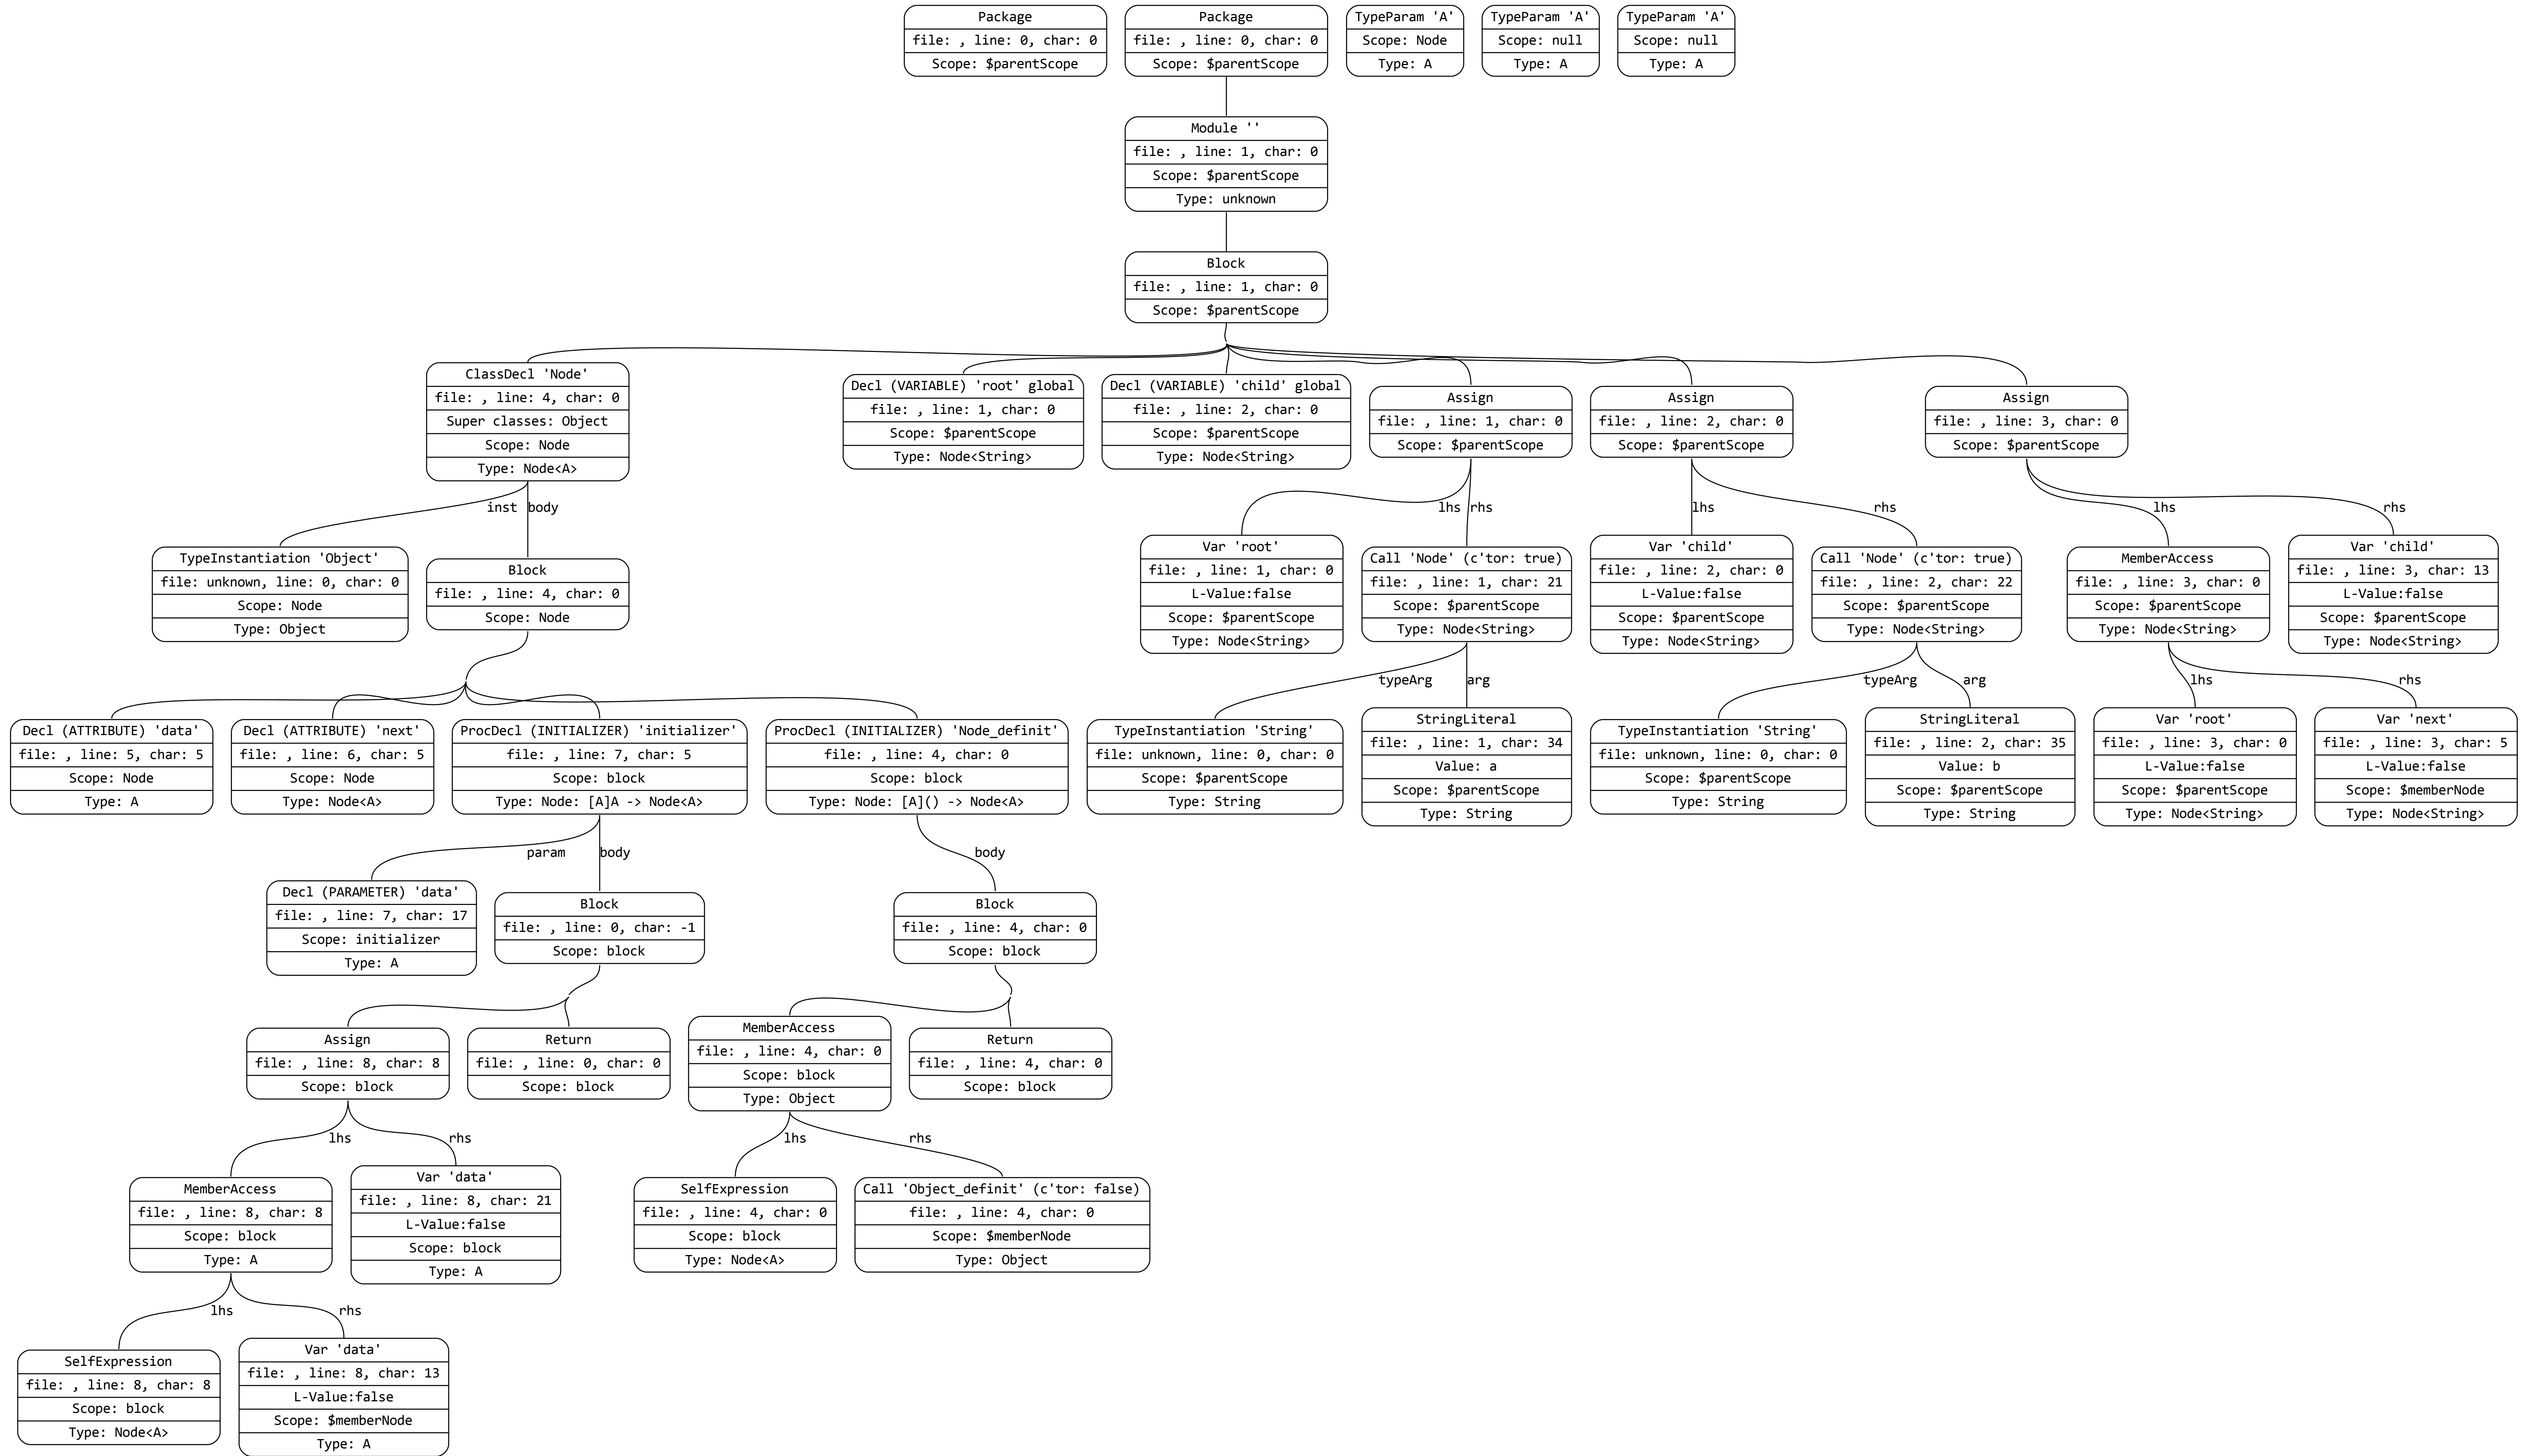 Package
file: , line: 0, char: 0
Scope: $parentScope
Package
file: , line: 0, char: 0
Scope: $parentScope
TypeParam 'A'
Scope: Node
Type: A
TypeParam 'A'
Scope: null
Type: A
TypeParam 'A'
Scope: null
Type: A
Module ''
file: , line: 1, char: 0
Scope: $parentScope
Type: unknown
Block
file: , line: 1, char: 0
Scope: $parentScope
ClassDecl 'Node'
file: , line: 4, char: 0
Super classes: Object
Scope: Node
Type: Node<A>
Decl (VARIABLE) 'root' global
file: , line: 1, char: 0
Scope: $parentScope
Type: Node<String>
Decl (VARIABLE) 'child' global
file: , line: 2, char: 0
Scope: $parentScope
Type: Node<String>
Assign
file: , line: 1, char: 0
Scope: $parentScope
Assign
file: , line: 2, char: 0
Scope: $parentScope
Assign
file: , line: 3, char: 0
Scope: $parentScope
inst
body
lhs
rhs
lhs
rhs
lhs
rhs
TypeInstantiation 'Object'
file: unknown, line: 0, char: 0
Scope: Node
Type: Object
Block
file: , line: 4, char: 0
Scope: Node
Var 'root'
file: , line: 1, char: 0
L-Value:false
Scope: $parentScope
Type: Node<String>
Call 'Node' (c'tor: true)
file: , line: 1, char: 21
Scope: $parentScope
Type: Node<String>
Var 'child'
file: , line: 2, char: 0
L-Value:false
Scope: $parentScope
Type: Node<String>
Call 'Node' (c'tor: true)
file: , line: 2, char: 22
Scope: $parentScope
Type: Node<String>
MemberAccess
file: , line: 3, char: 0
Scope: $parentScope
Type: Node<String>
Var 'child'
file: , line: 3, char: 13
L-Value:false
Scope: $parentScope
Type: Node<String>
typeArg
arg
typeArg
arg
lhs
rhs
Decl (ATTRIBUTE) 'data'
file: , line: 5, char: 5
Scope: Node
Type: A
Decl (ATTRIBUTE) 'next'
file: , line: 6, char: 5
Scope: Node
Type: Node<A>
ProcDecl (INITIALIZER) 'initializer'
file: , line: 7, char: 5
Scope: block
Type: Node: [A]A -> Node<A>
ProcDecl (INITIALIZER) 'Node_definit'
file: , line: 4, char: 0
Scope: block
Type: Node: [A]() -> Node<A>
TypeInstantiation 'String'
file: unknown, line: 0, char: 0
Scope: $parentScope
Type: String
StringLiteral
file: , line: 1, char: 34
Value: a
Scope: $parentScope
Type: String
TypeInstantiation 'String'
file: unknown, line: 0, char: 0
Scope: $parentScope
Type: String
StringLiteral
file: , line: 2, char: 35
Value: b
Scope: $parentScope
Type: String
Var 'root'
file: , line: 3, char: 0
L-Value:false
Scope: $parentScope
Type: Node<String>
Var 'next'
file: , line: 3, char: 5
L-Value:false
Scope: $memberNode
Type: Node<String>
param
body
body
Decl (PARAMETER) 'data'
file: , line: 7, char: 17
Scope: initializer
Type: A
Block
file: , line: 0, char: -1
Scope: block
Block
file: , line: 4, char: 0
Scope: block
Assign
file: , line: 8, char: 8
Scope: block
Return
file: , line: 0, char: 0
Scope: block
MemberAccess
file: , line: 4, char: 0
Scope: block
Type: Object
Return
file: , line: 4, char: 0
Scope: block
lhs
rhs
lhs
rhs
MemberAccess
file: , line: 8, char: 8
Scope: block
Type: A
Var 'data'
file: , line: 8, char: 21
L-Value:false
Scope: block
Type: A
SelfExpression
file: , line: 4, char: 0
Scope: block
Type: Node<A>
Call 'Object_definit' (c'tor: false)
file: , line: 4, char: 0
Scope: $memberNode
Type: Object
lhs
rhs
SelfExpression
file: , line: 8, char: 8
Scope: block
Type: Node<A>
Var 'data'
file: , line: 8, char: 13
L-Value:false
Scope: $memberNode
Type: A